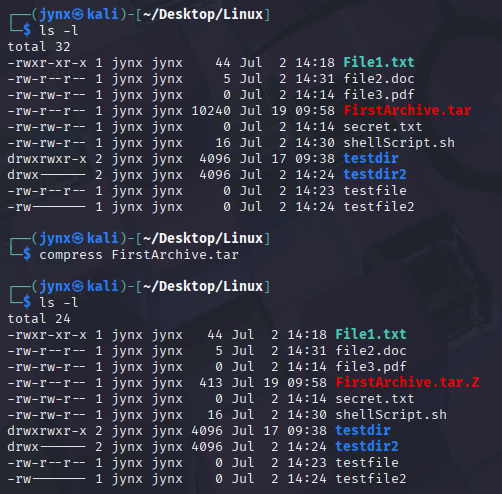 ┌──(jynx㉿kali)-[~/Desktop/Linux]
└─$ ls -l
total 32
-rwxr-xr-x 1 jynx jynx    44 Jul  2 14:18 File1.txt
-rw-r--r-- 1 jynx jynx     5 Jul  2 14:31 file2.doc
-rw-r--r-- 1 jynx jynx     0 Jul  2 14:14 file3.pdf
-rw-rw-r-- 1 jynx jynx 10240 Jul 19 09:58 FirstArchive.tar
-rw-r--r-- 1 jynx jynx     0 Jul  2 14:14 secret.txt
-rw-rw-r-- 1 jynx jynx    16 Jul  2 14:30 shellScript.sh
drwxrwxr-x 2 jynx jynx  4096 Jul 17 09:38 testdir
drwx------ 2 jynx jynx  4096 Jul  2 14:24 testdir2
-rw-r--r-- 1 jynx jynx     0 Jul  2 14:23 testfile
-rw------- 1 jynx jynx     0 Jul  2 14:24 testfile2
┌──(jynx㉿kali)-[~/Desktop/Linux]
└─$ compress FirstArchive.tar
┌──(jynx㉿kali)-[~/Desktop/Linux]
└─$ ls -l
total 24
-rwxr-xr-x 1 jynx jynx   44 Jul  2 14:18 File1.txt
-rw-r--r-- 1 jynx jynx    5 Jul  2 14:31 file2.doc
-rw-r--r-- 1 jynx jynx    0 Jul  2 14:14 file3.pdf
-rw-rw-r-- 1 jynx jynx  413 Jul 19 09:58 FirstArchive.tar.Z
-rw-r--r-- 1 jynx jynx    0 Jul  2 14:14 secret.txt
-rw-rw-r-- 1 jynx jynx   16 Jul  2 14:30 shellScript.sh
drwxrwxr-x 2 jynx jynx 4096 Jul 17 09:38 testdir
drwx------ 2 jynx jynx 4096 Jul  2 14:24 testdir2
-rw-r--r-- 1 jynx jynx    0 Jul  2 14:23 testfile
-rw------- 1 jynx jynx    0 Jul  2 14:24 testfile2